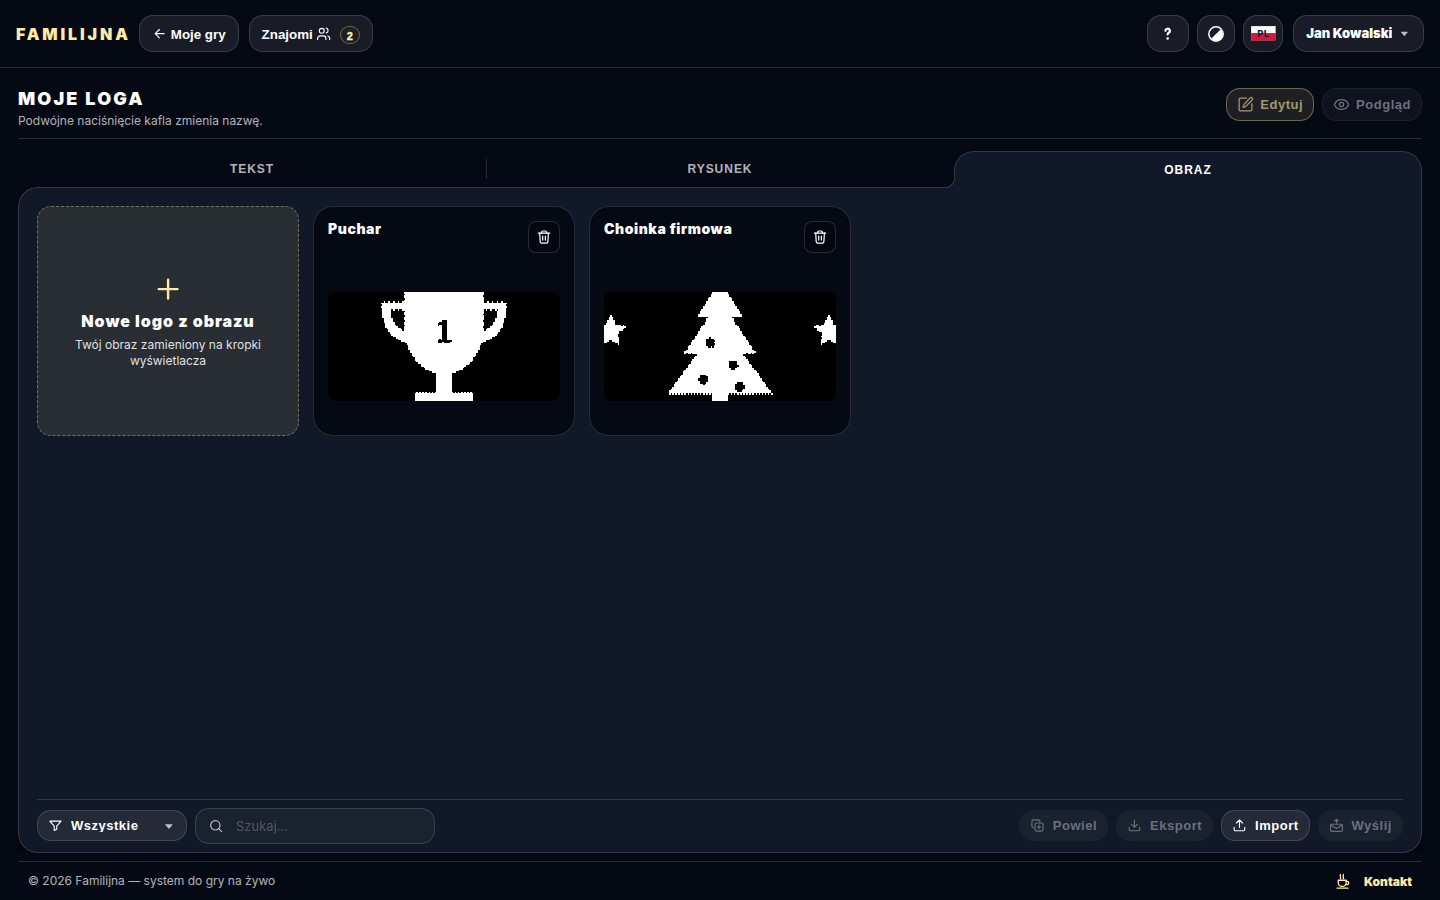 FAMILIJNA
Moje gry
Znajomi 2
?
PL
Jan Kowalski
MOJE LOGA
Podwójne naciśnięcie kafla zmienia nazwę.
Edytuj
Podgląd
TEKST
RYSUNEK
OBRAZ
Nowe logo z obrazu
Twój obraz zamieniony na kropki
wyświetlacza
Puchar
1
Choinka firmowa
Wszystkie
Szukaj...
Powiel
Eksport
Import
Wyślij
© 2026 Familijna — system do gry na żywo
Kontakt